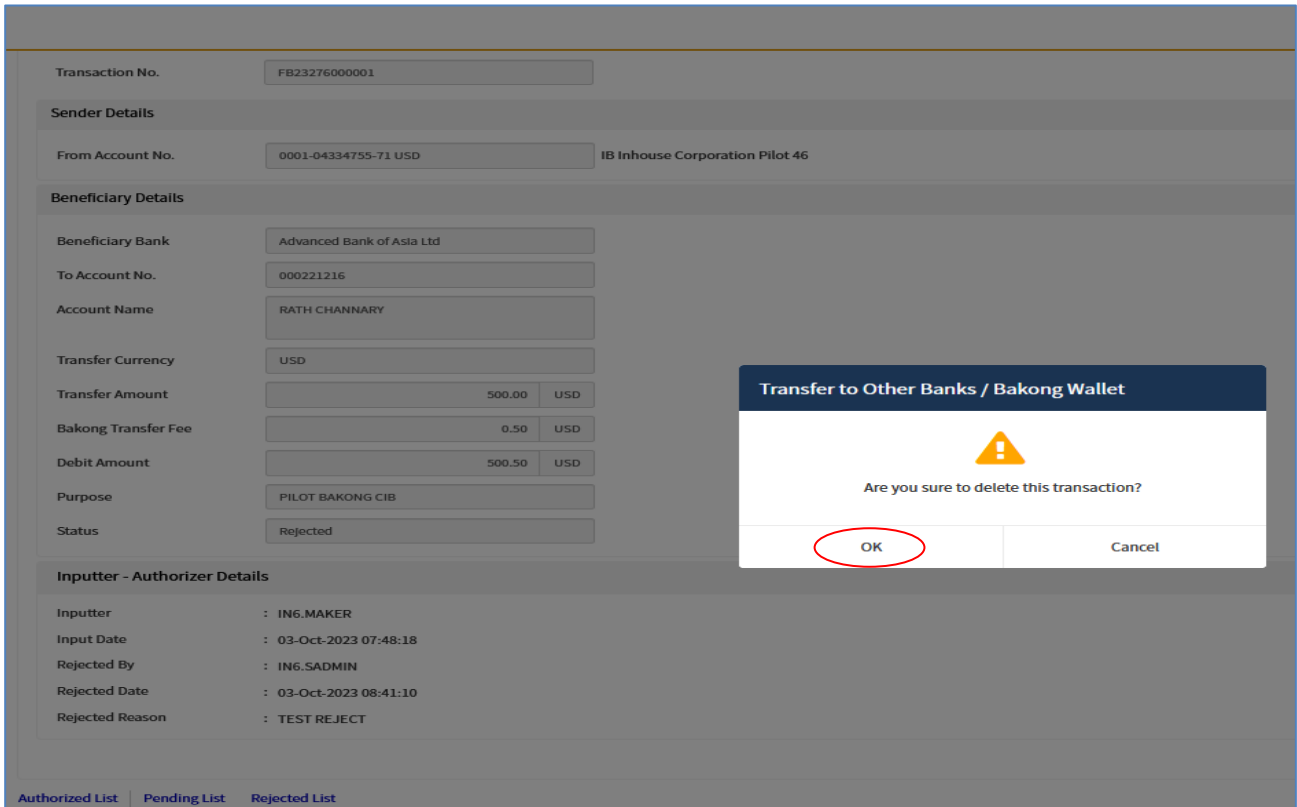 Transaction No. FB23276000001
Sender Details
From Account No. 0001-04334755-71 USD IB Inhouse Corporation Pilot 46
Beneficiary Details
Beneficiary Bank Advanced Bank of Asia Ltd
To Account No. 000221216
Account Name RATH CHANNARY
Transfer Currency USD
Transfer Amount 500.00 USD
Bakong Transfer Fee 0.50 USD
Debit Amount 500.50 USD
Purpose PILOT BAKONG CIB
Status Rejected
Transfer to Other Banks / Bakong Wallet
Are you sure to delete this transaction?
OK Cancel
Inputter - Authorizer Details
Inputter : IN6.MAKER
Input Date : 03-Oct-2023 07:48:18
Rejected By : IN6.SADMIN
Rejected Date : 03-Oct-2023 08:41:10
Rejected Reason : TEST REJECT
Authorized List Pending List Rejected List